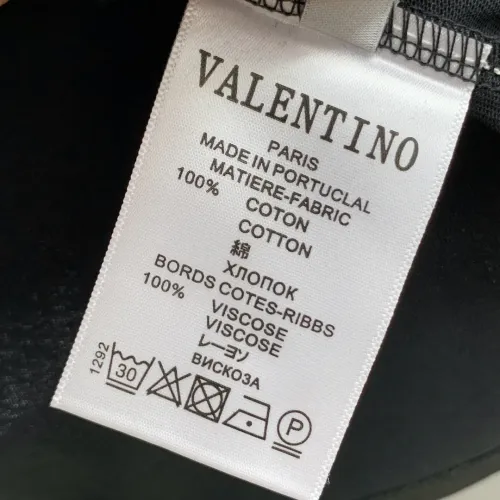 VALENTINO
PARIS
MADE IN PORTUCLAL
MATIERE-FABRIC
100% COTON
COTTON
綿
ХЛОПОК
BORDS COTES-RIBBS
100% VISCOSE
VISCOSE
レーヨン
ВИСКОЗА
1292
30
P